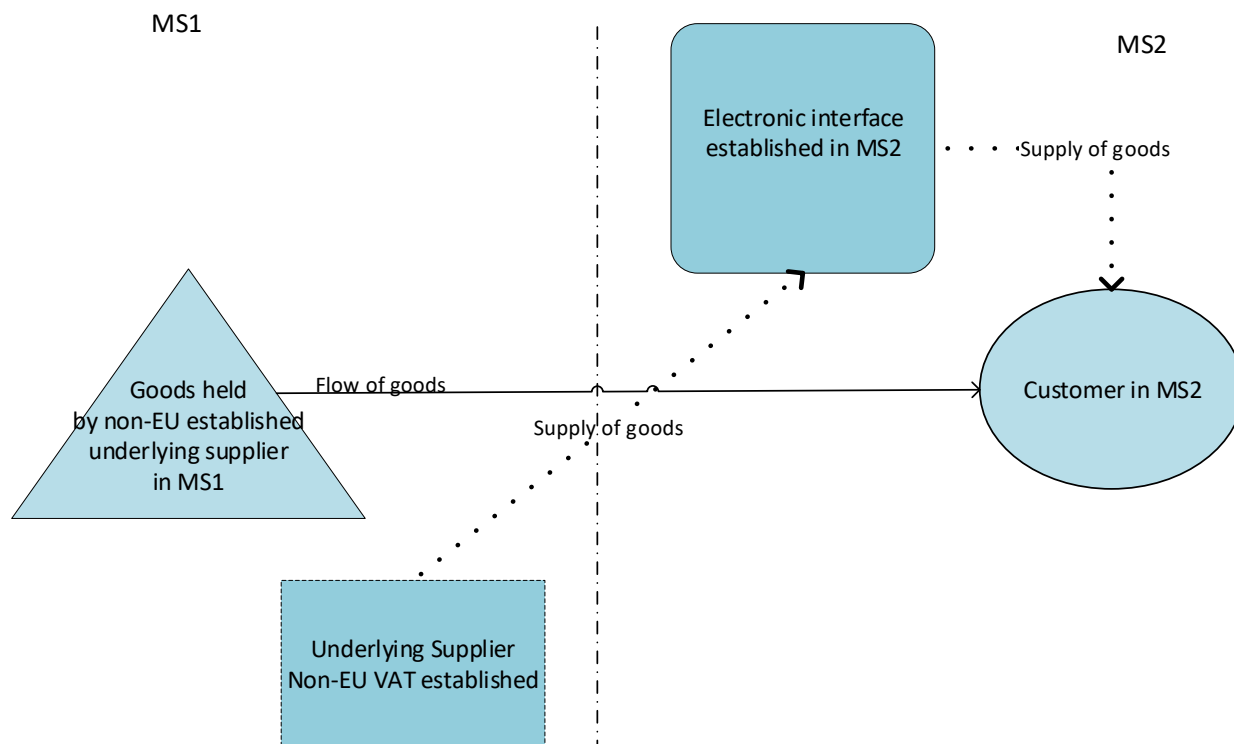 MS1
MS2
Electronic interface
established in MS2
Supply of goods
Goods held
by non-EU established
underlying supplier
in MS1
Flow of goods
Customer in MS2
Supply of goods
Underlying Supplier
Non-EU VAT established